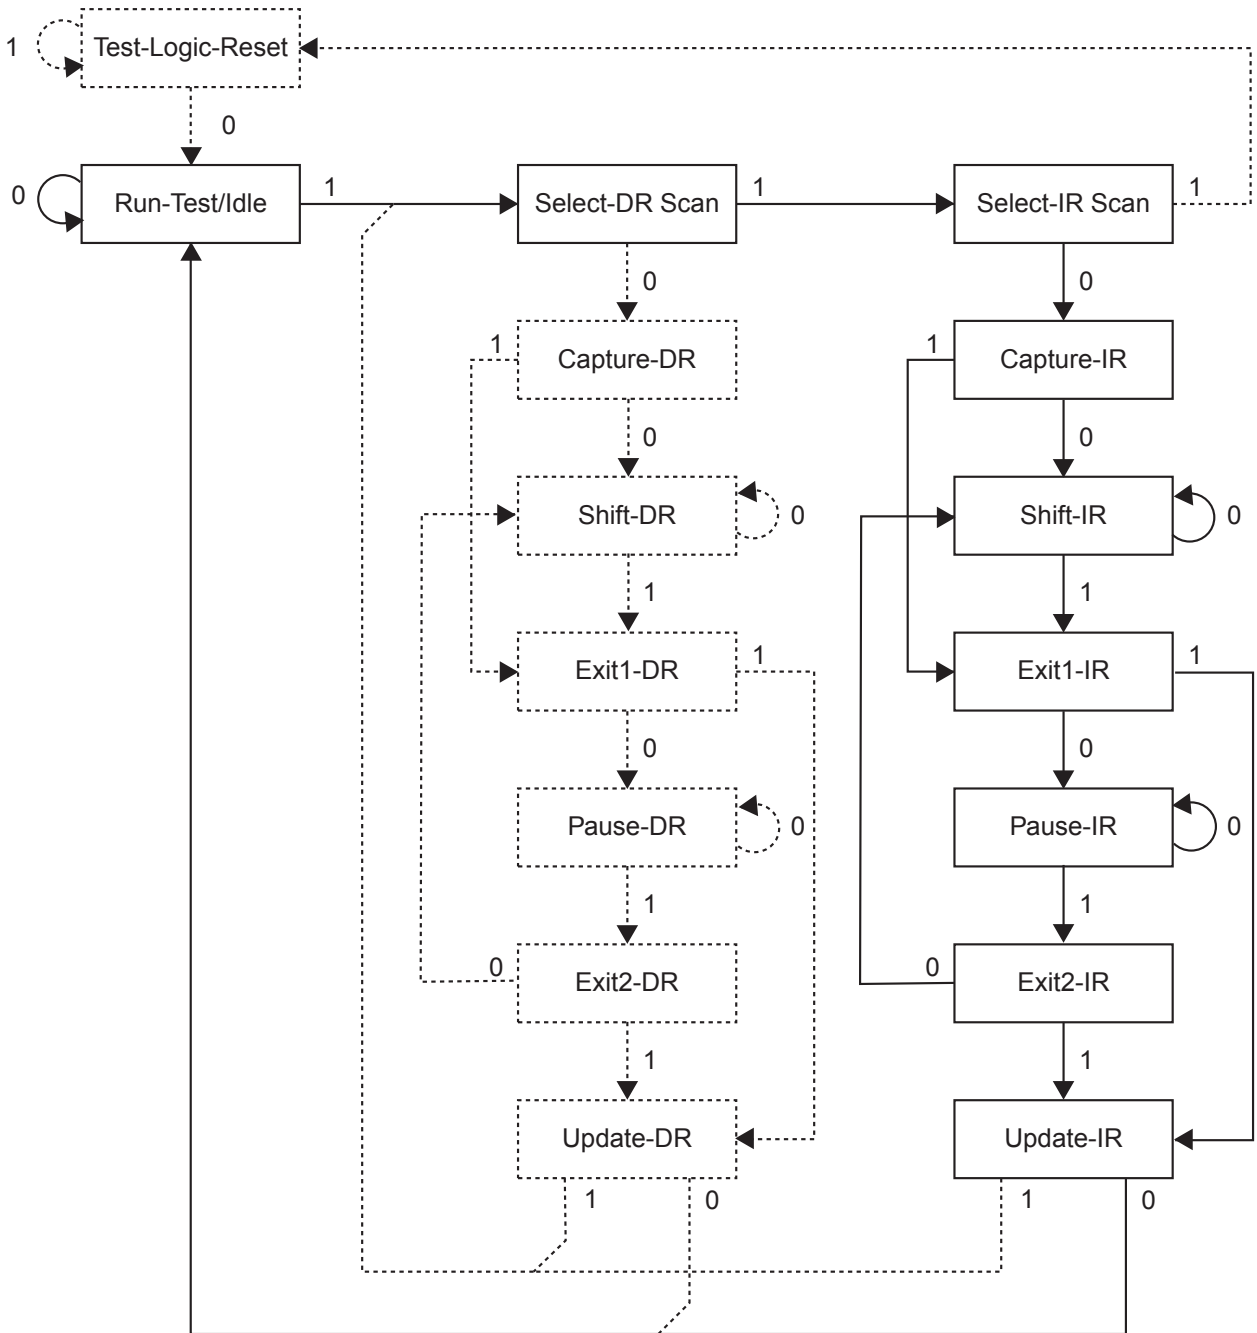 1
Test-Logic-Reset
0
0
Run-Test/Idle
1
Select-DR Scan
1
Select-IR Scan
1
0
0
1
Capture-DR
1
Capture-IR
0
0
Shift-DR
0
Shift-IR
0
1
1
Exit1-DR
1
Exit1-IR
1
0
0
Pause-DR
0
Pause-IR
0
1
1
0
Exit2-DR
0
Exit2-IR
1
1
Update-DR
Update-IR
1
0
1
0